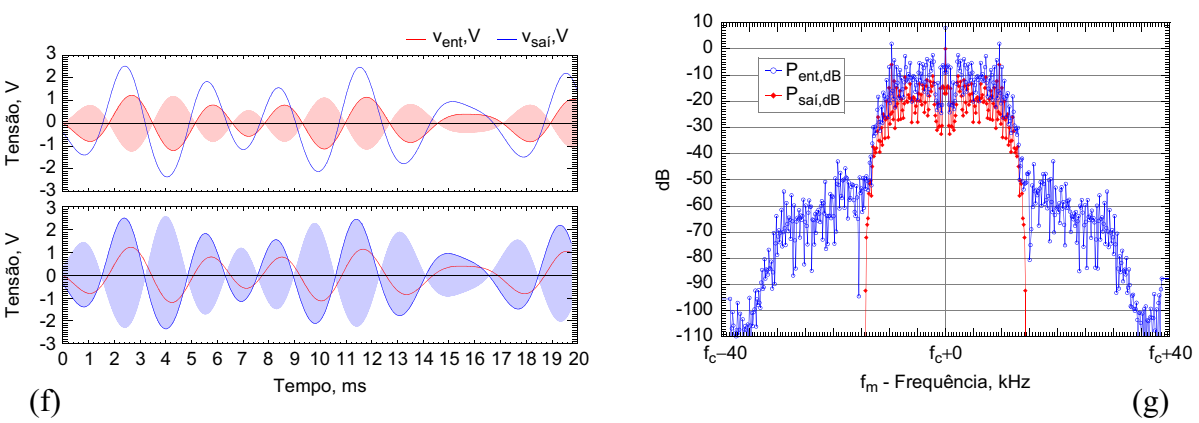 v_ent,V v_saí,V
3
2
1
0
-1
-2
-3
Tensão, V
3
2
1
0
-1
-2
-3
Tensão, V
0 1 2 3 4 5 6 7 8 9 10 11 12 13 14 15 16 17 18 19 20
Tempo, ms
(f)
10
0
-10
-20
-30
-40
-50
-60
-70
-80
-90
-100
-110
dB
P_ent,dB
P_saí,dB
f_c−40 f_c+0 f_c+40
f_m - Frequência, kHz
(g)